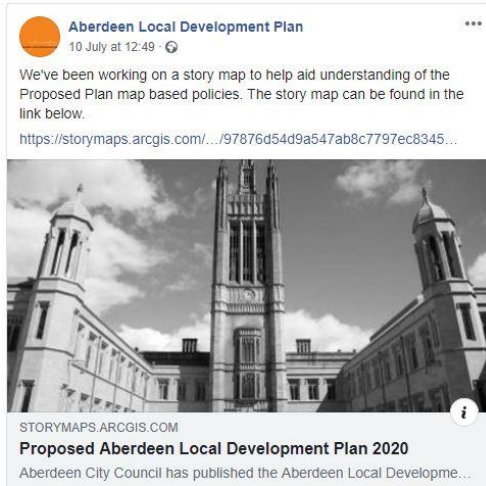 Aberdeen Local Development Plan
10 July at 12:49 ·
We've been working on a story map to help aid understanding of the
Proposed Plan map based policies. The story map can be found in the
link below.
https://storymaps.arcgis.com/.../97876d54d9a547ab8c7797ec8345...
STORYMAPS.ARCGIS.COM
Proposed Aberdeen Local Development Plan 2020
Aberdeen City Council has published the Aberdeen Local Developme...